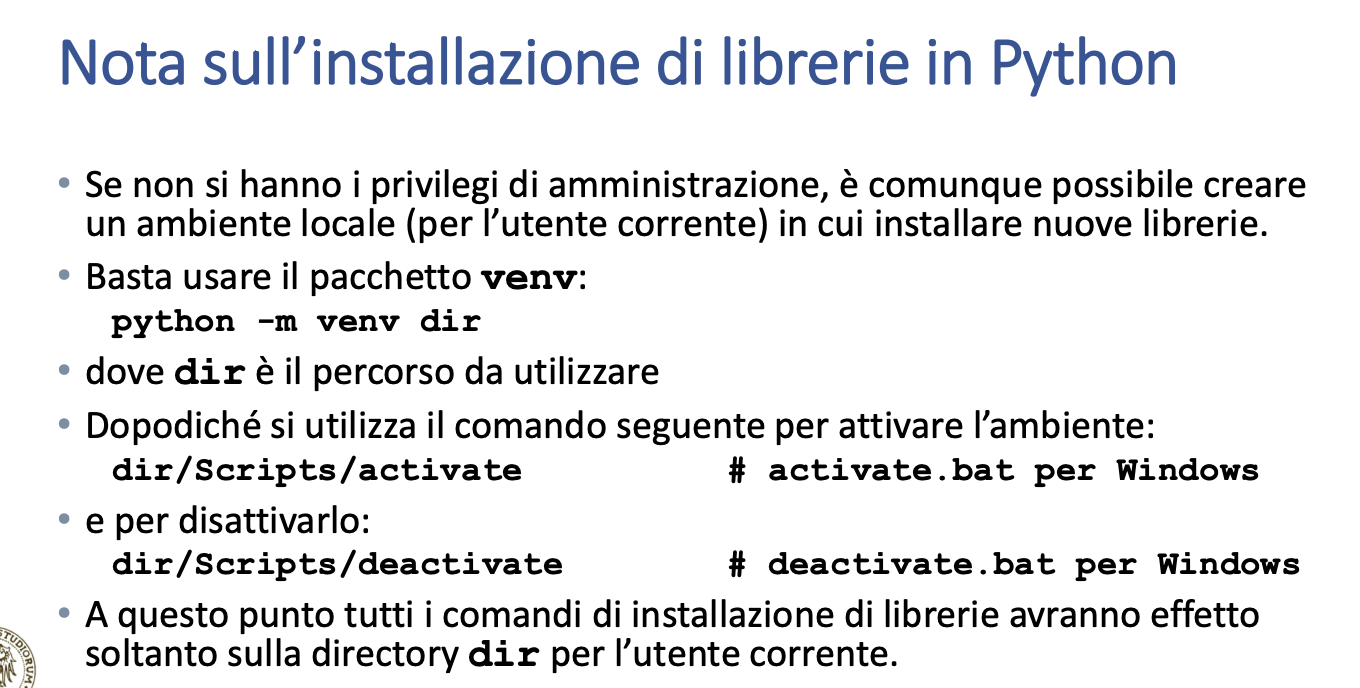 Nota sull’installazione di librerie in Python
• Se non si hanno i privilegi di amministrazione, è comunque possibile creare
un ambiente locale (per l’utente corrente) in cui installare nuove librerie.
• Basta usare il pacchetto venv:
python -m venv dir
• dove dir è il percorso da utilizzare
• Dopodiché si utilizza il comando seguente per attivare l’ambiente:
dir/Scripts/activate # activate.bat per Windows
• e per disattivarlo:
dir/Scripts/deactivate # deactivate.bat per Windows
• A questo punto tutti i comandi di installazione di librerie avranno effetto
soltanto sulla directory dir per l’utente corrente.